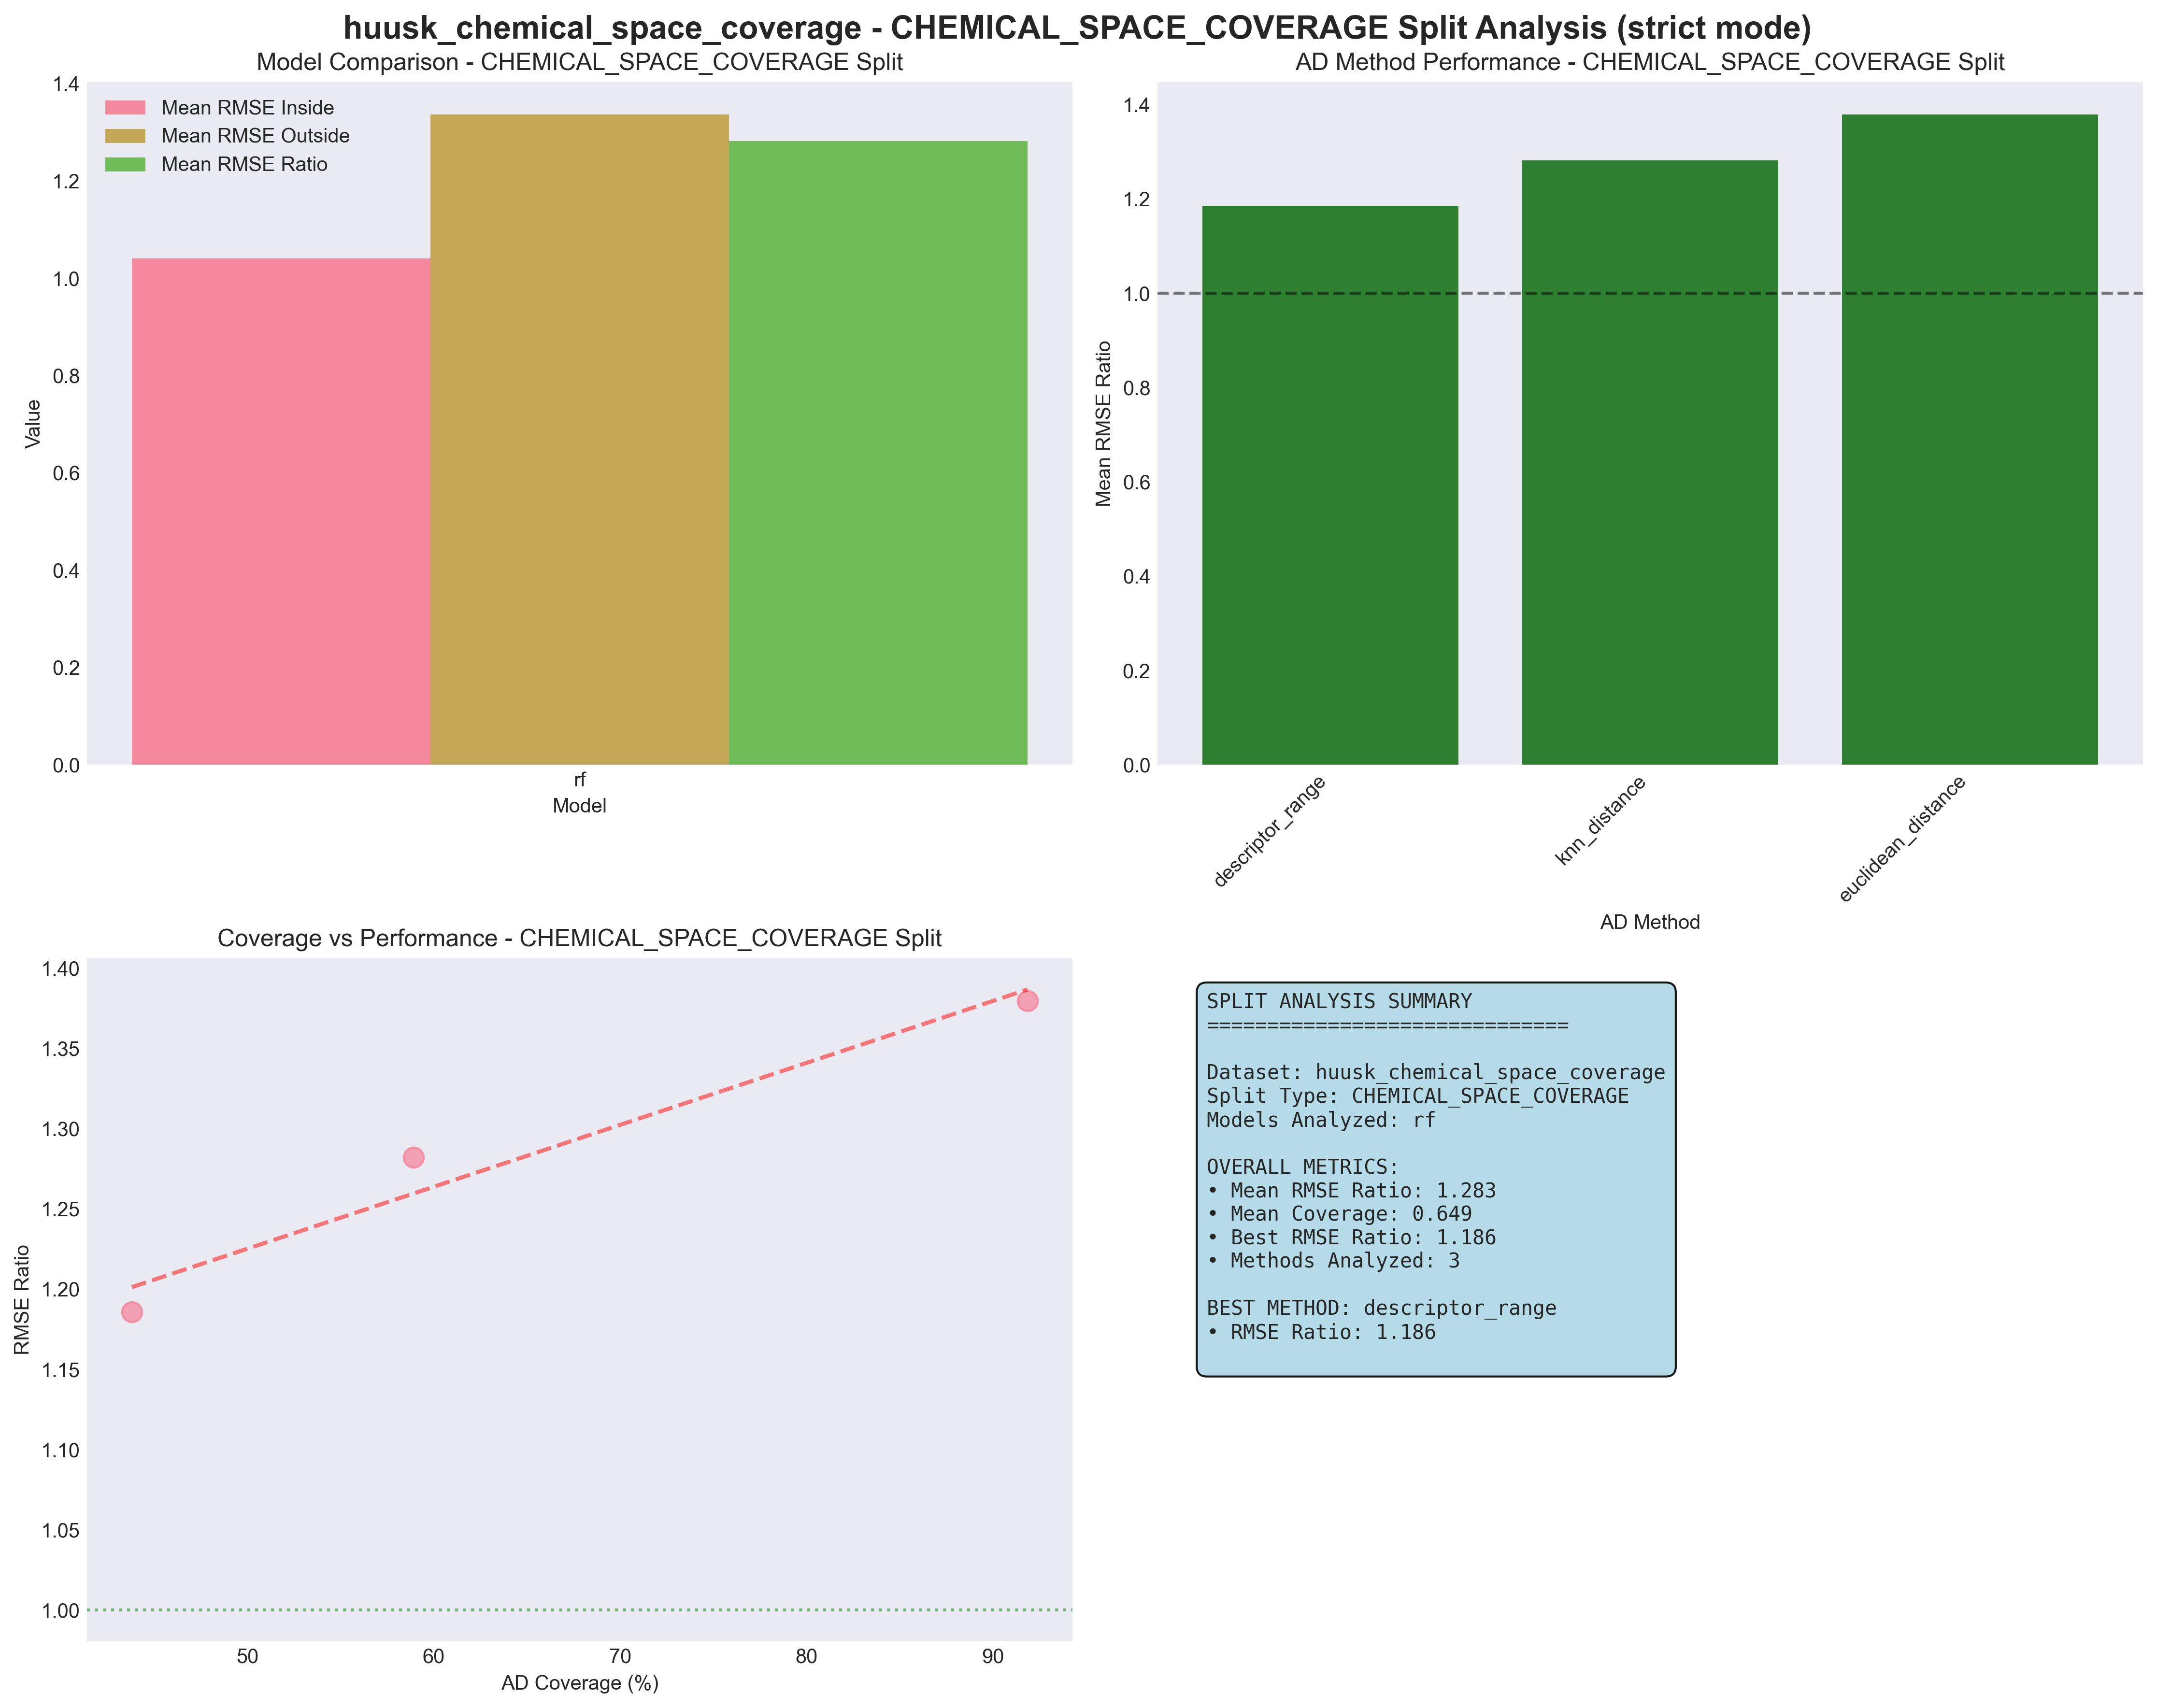 huusk_chemical_space_coverage - CHEMICAL_SPACE_COVERAGE Split Analysis (strict mode)
Model Comparison - CHEMICAL_SPACE_COVERAGE Split
Mean RMSE Inside
Mean RMSE Outside
Mean RMSE Ratio
1.4
1.2
1.0
0.8
0.6
0.4
0.2
0.0
Value
rf
Model
AD Method Performance - CHEMICAL_SPACE_COVERAGE Split
1.4
1.2
1.0
0.8
0.6
0.4
0.2
0.0
Mean RMSE Ratio
descriptor_range
knn_distance
euclidean_distance
AD Method
Coverage vs Performance - CHEMICAL_SPACE_COVERAGE Split
1.40
1.35
1.30
1.25
1.20
1.15
1.10
1.05
1.00
RMSE Ratio
50
60
70
80
90
AD Coverage (%)
SPLIT ANALYSIS SUMMARY
==============================
Dataset: huusk_chemical_space_coverage
Split Type: CHEMICAL_SPACE_COVERAGE
Models Analyzed: rf
OVERALL METRICS:
• Mean RMSE Ratio: 1.283
• Mean Coverage: 0.649
• Best RMSE Ratio: 1.186
• Methods Analyzed: 3
BEST METHOD: descriptor_range
• RMSE Ratio: 1.186